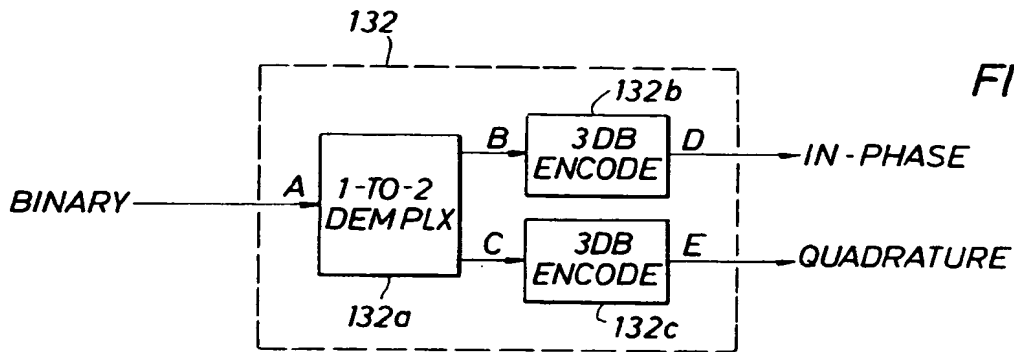 132
FI
132b
B
3DB
ENCODE
D
IN-PHASE
BINARY
A
1-TO-2
DEMPLX
C
3DB
ENCODE
E
QUADRATURE
132a
132c